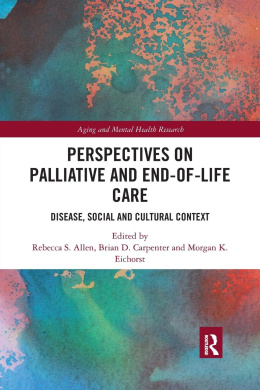 Aging and Mental Health Research
PERSPECTIVES ON
PALLIATIVE AND END-OF-LIFE
CARE
DISEASE, SOCIAL AND CULTURAL CONTEXT
Edited by
Rebecca S. Allen, Brian D. Carpenter and Morgan K.
Eichorst
ROUTLEDGE